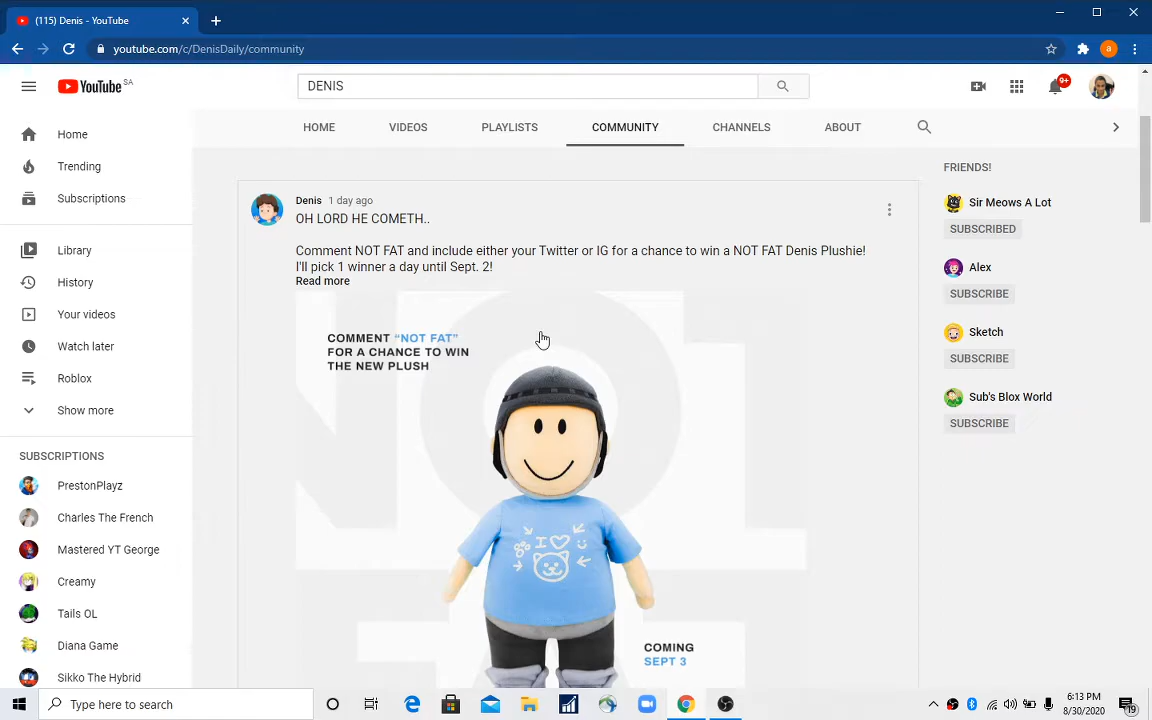 (115) Denis - YouTube
youtube.com/c/DenisDaily/community
YouTube SA
DENIS
9+
HOME
VIDEOS
PLAYLISTS
COMMUNITY
CHANNELS
ABOUT
Home
Trending
Subscriptions
Library
History
Your videos
Watch later
Roblox
Show more
SUBSCRIPTIONS
PrestonPlayz
Charles The French
Mastered YT George
Creamy
Tails OL
Diana Game
Sikko The Hybrid
Denis 1 day ago
OH LORD HE COMETH..
Comment NOT FAT and include either your Twitter or IG for a chance to win a NOT FAT Denis Plushie!
I'll pick 1 winner a day until Sept. 2!
Read more
COMMENT "NOT FAT"
FOR A CHANCE TO WIN
THE NEW PLUSH
I
COMING
SEPT 3
FRIENDS!
Sir Meows A Lot
SUBSCRIBED
Alex
SUBSCRIBE
Sketch
SUBSCRIBE
Sub's Blox World
SUBSCRIBE
Type here to search
6:13 PM
8/30/2020
19
a